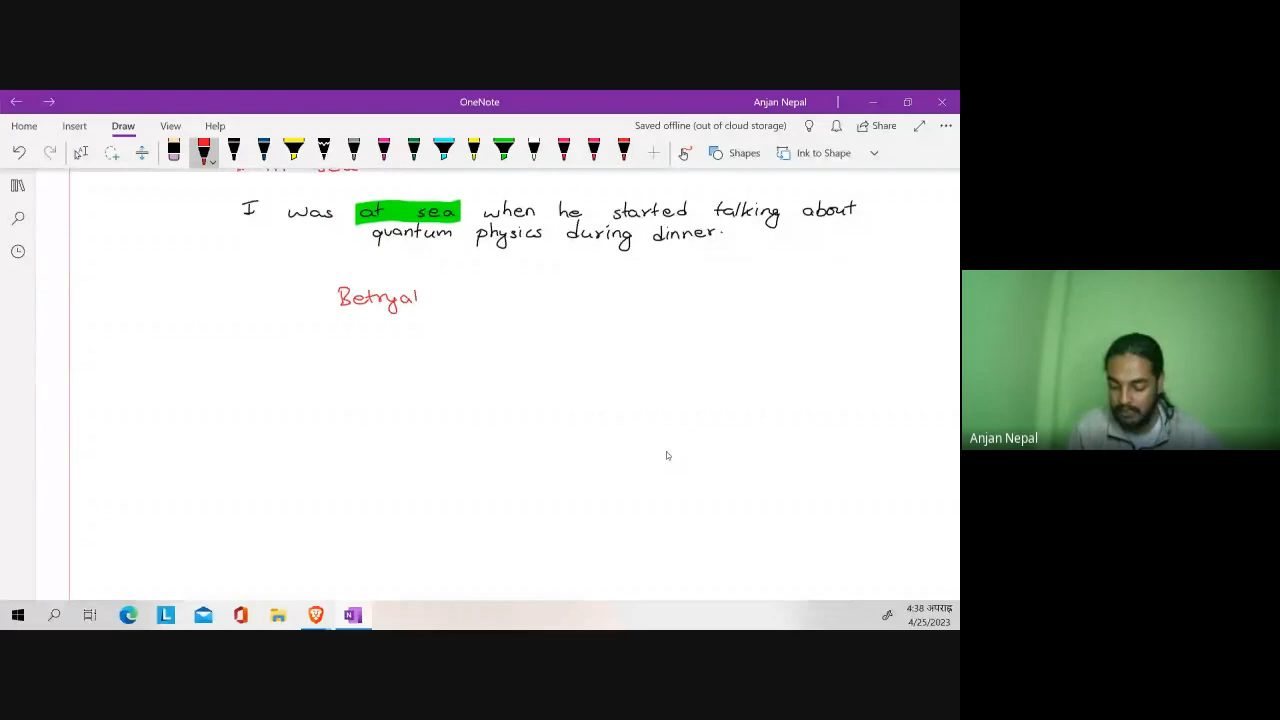 OneNote
Anjan Nepal
Home Insert Draw View Help
Saved offline (out of cloud storage)
Share
Shapes
Ink to Shape
I was at sea when he started talking about
quantum physics during dinner.
Betryal
Anjan Nepal
4:38 अपराह्न
4/25/2023